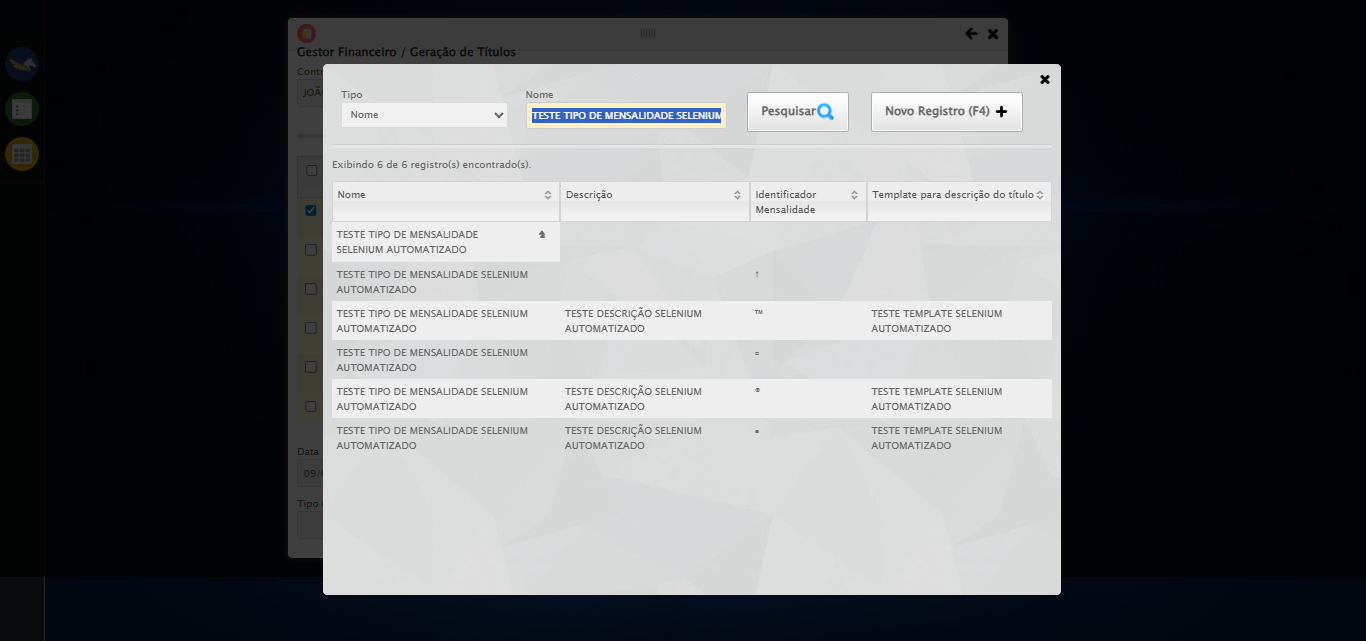 Gestor Financeiro / Geração de Títulos
Tipo
Nome
Nome
TESTE TIPO DE MENSALIDADE SELENIUM
Pesquisar
Novo Registro (F4)
Exibindo 6 de 6 registro(s) encontrado(s).
Nome
Descrição
Identificador
Mensalidade
Template para descrição do título
TESTE TIPO DE MENSALIDADE
SELENIUM AUTOMATIZADO
♞
TESTE TIPO DE MENSALIDADE SELENIUM
AUTOMATIZADO
↑
TESTE TIPO DE MENSALIDADE SELENIUM
AUTOMATIZADO
TESTE DESCRIÇÃO SELENIUM
AUTOMATIZADO
™
TESTE TEMPLATE SELENIUM
AUTOMATIZADO
TESTE TIPO DE MENSALIDADE SELENIUM
AUTOMATIZADO
TESTE TIPO DE MENSALIDADE SELENIUM
AUTOMATIZADO
TESTE DESCRIÇÃO SELENIUM
AUTOMATIZADO
TESTE TEMPLATE SELENIUM
AUTOMATIZADO
TESTE TIPO DE MENSALIDADE SELENIUM
AUTOMATIZADO
TESTE DESCRIÇÃO SELENIUM
AUTOMATIZADO
TESTE TEMPLATE SELENIUM
AUTOMATIZADO
Data
09/
Tipo